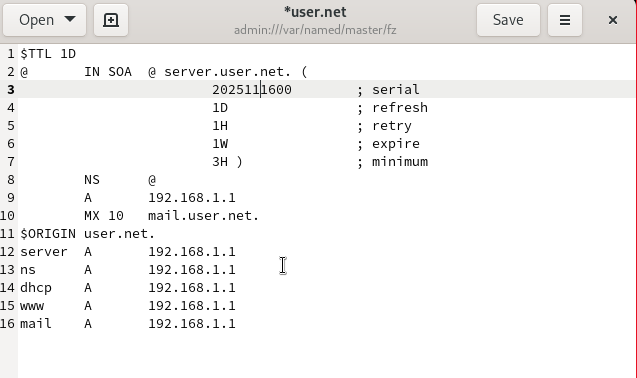 Open
*user.net
admin:///var/named/master/fz
Save
1 $TTL 1D
2 @ IN SOA @ server.user.net. (
3 2025111600 ; serial
4 1D ; refresh
5 1H ; retry
6 1W ; expire
7 3H ) ; minimum
8 NS @
9 A 192.168.1.1
10 MX 10 mail.user.net.
11 $ORIGIN user.net.
12 server A 192.168.1.1
13 ns A 192.168.1.1
14 dhcp A 192.168.1.1
15 www A 192.168.1.1
16 mail A 192.168.1.1